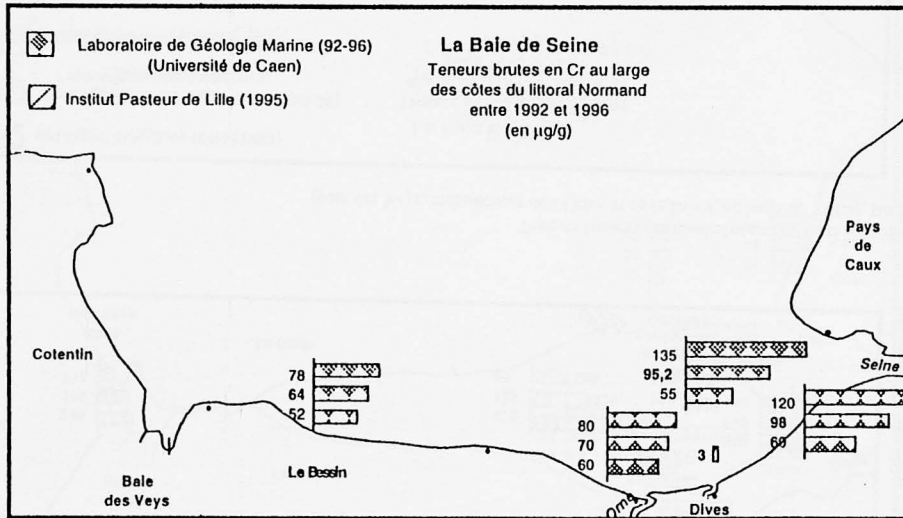 Laboratoire de Géologie Marine (92-96)
(Université de Caen)
Institut Pasteur de Lille (1995)
La Baie de Seine
Teneurs brutes en Cr au large
des côtes du littoral Normand
entre 1992 et 1996
(en µg/g)
Pays
de
Caux
Cotentin
Seine
135
95,2
55
78
64
52
120
98
69
80
70
60
3
Le Bessin
Baie
des Veys
Orne
Dives